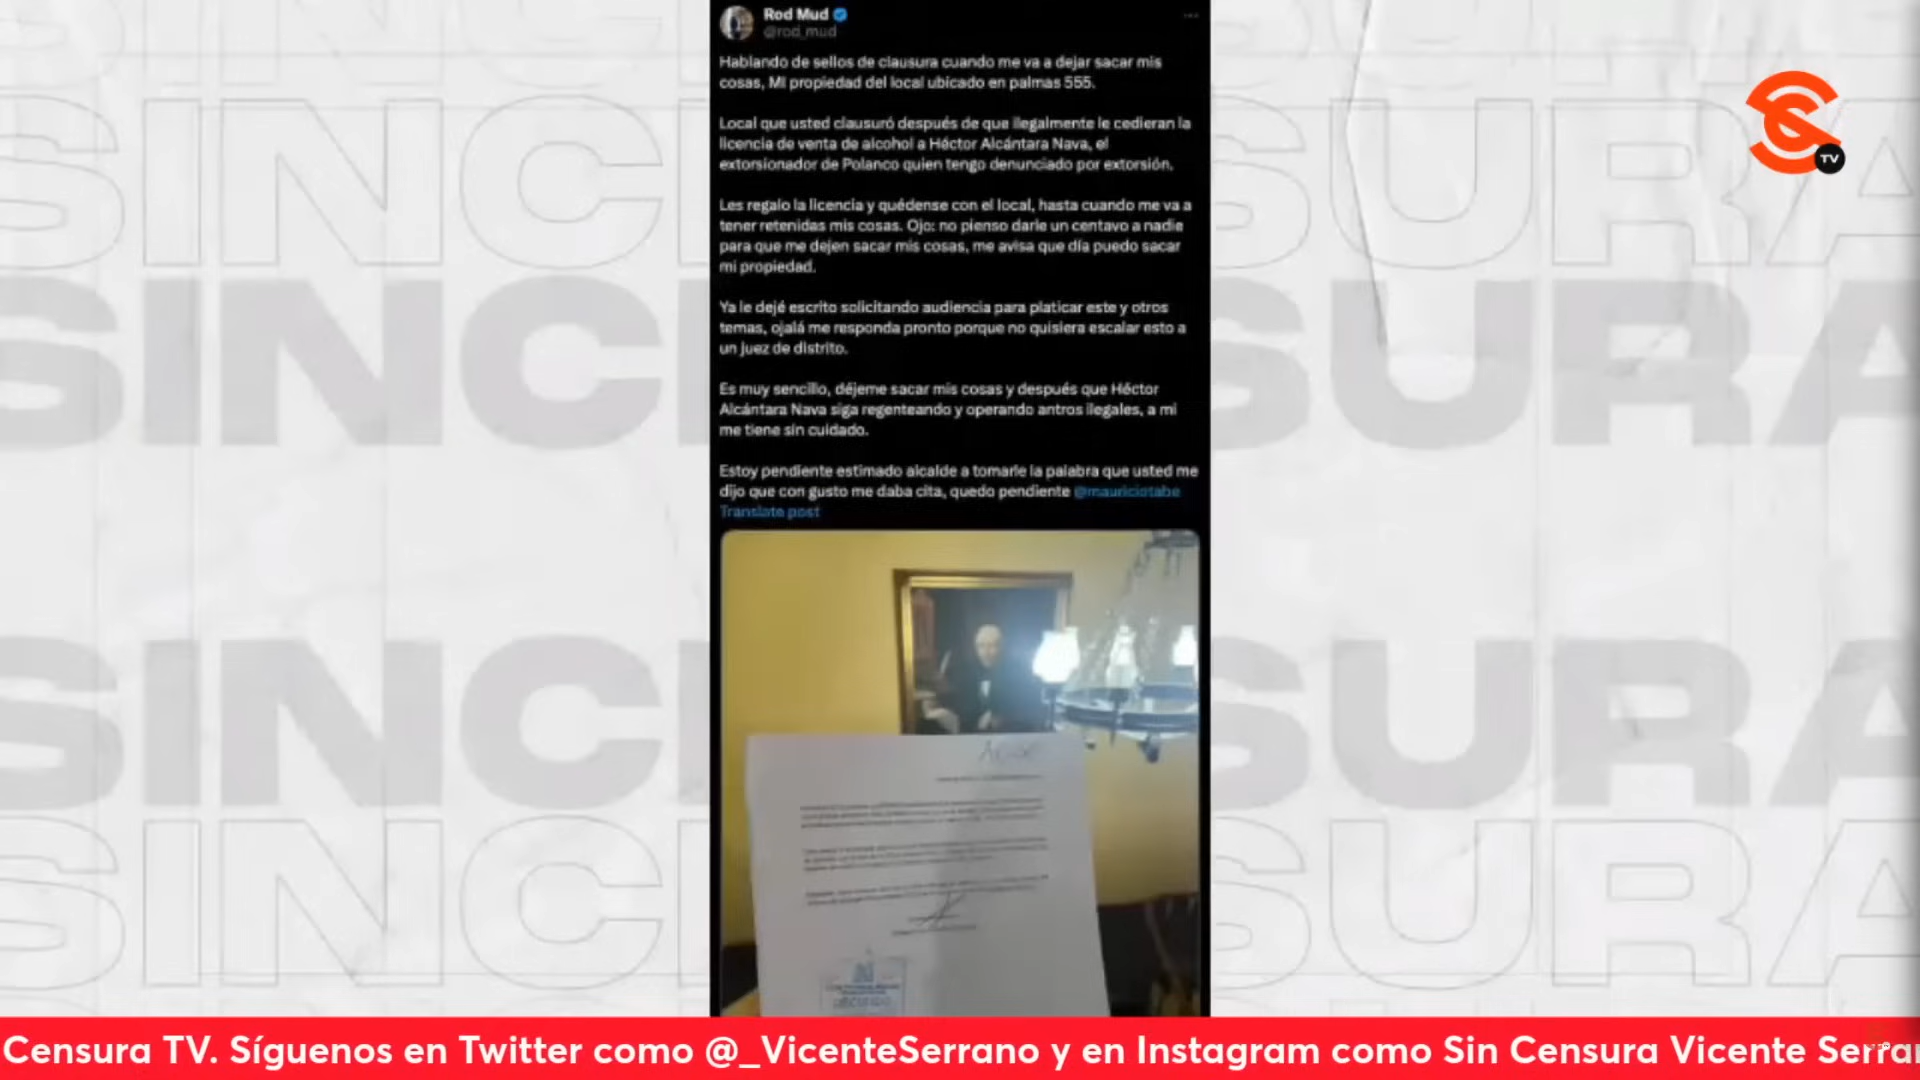 Rod Mud
@rod_mud
Hablando de sellos de clausura cuando me va a dejar sacar mis
cosas, MI propiedad del local ubicado en palmas 555.
Local que usted clausuró después de que ilegalmente le cedieran la
licencia de venta de alcohol a Héctor Alcántara Nava, el
extorsionador de Polanco quien tengo denunciado por extorsión.
Les regalo la licencia y quédense con el local, hasta cuando me va a
tener retenidas mis cosas. Ojo: no pienso darle un centavo a nadie
para que me dejen sacar mis cosas, me avisa que día puedo sacar
mi propiedad.
Ya le dejé escrito solicitando audiencia para platicar este y otros
temas, ojalá me responda pronto porque no quisiera escalar esto a
un juez de distrito.
Es muy sencillo, déjeme sacar mis cosas y después que Héctor
Alcántara Nava siga regenteando y operando antros ilegales, a mi
me tiene sin cuidado.
Estoy pendiente estimado alcalde a tomarle la palabra que usted me
dijo que con gusto me daba cita, quedo pendiente @mauriciotabe
Translate post
TV
SINC SURA
SINC SURA
SINC SURA
SINC SURA
Censura TV. Síguenos en Twitter como @_VicenteSerrano y en Instagram como Sin Censura Vicente Serra